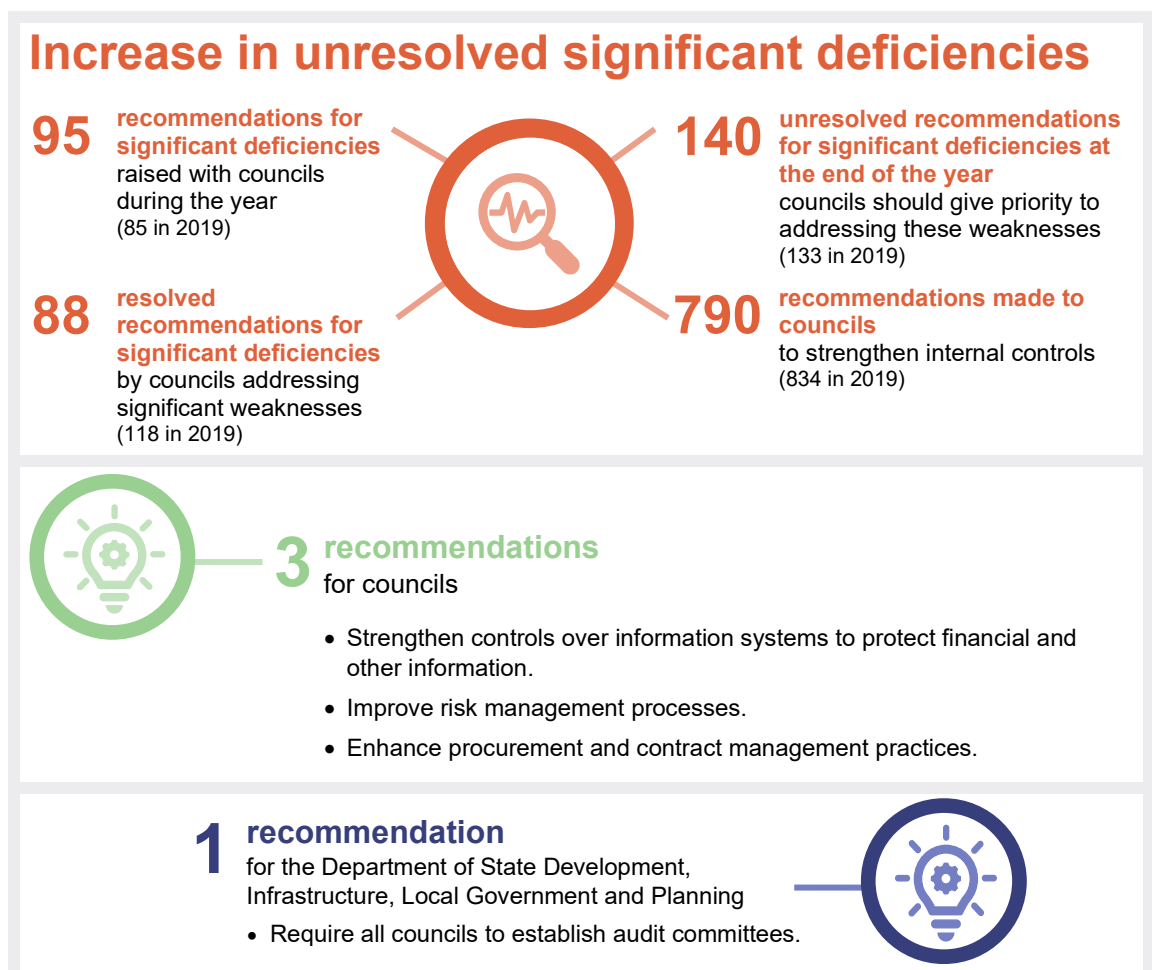 Increase in unresolved significant deficiencies
95
recommendations for
significant deficiencies
raised with councils
during the year
(85 in 2019)
140
unresolved recommendations
for significant deficiencies at
the end of the year
councils should give priority to
addressing these weaknesses
(133 in 2019)
88
resolved
recommendations for
significant deficiencies
by councils addressing
significant weaknesses
(118 in 2019)
790
recommendations made to
councils
to strengthen internal controls
(834 in 2019)
3
recommendations
for councils
• Strengthen controls over information systems to protect financial and
other information.
• Improve risk management processes.
• Enhance procurement and contract management practices.
1
recommendation
for the Department of State Development,
Infrastructure, Local Government and Planning
• Require all councils to establish audit committees.